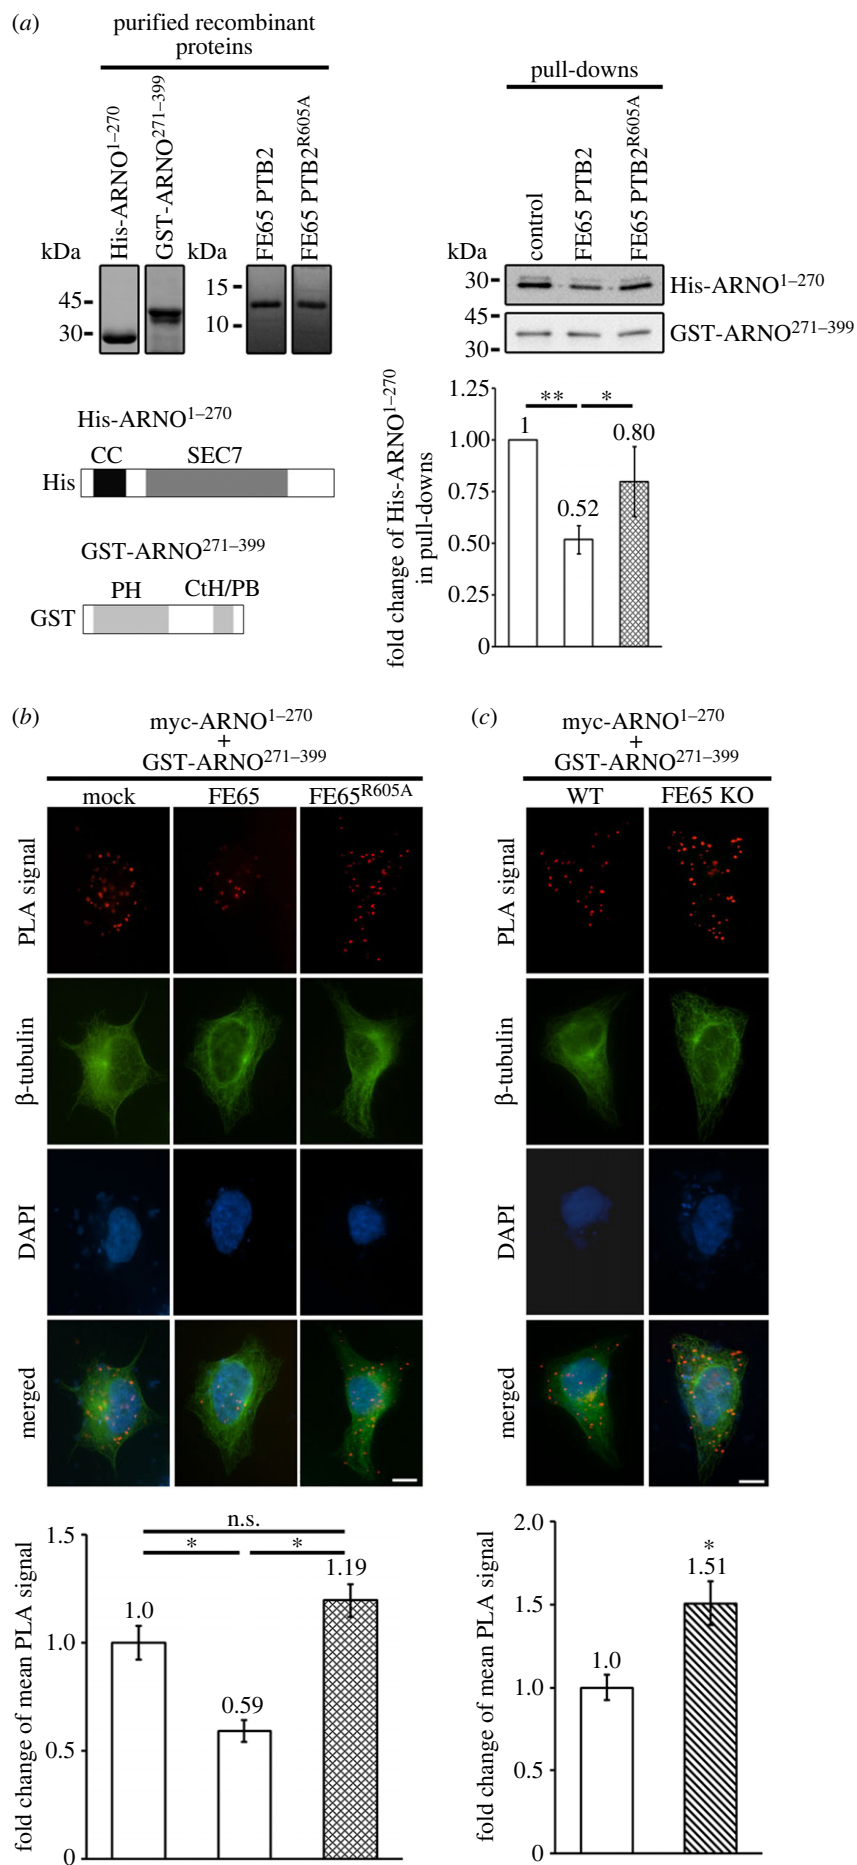 (a)
purified recombinant
proteins
His-ARNO1–270
GST-ARNO271–399
FE65 PTB2
FE65 PTB2R605A
kDa
45
30
kDa
15
10
pull-downs
control
FE65 PTB2
FE65 PTB2R605A
kDa
30
His-ARNO1–270
45
GST-ARNO271–399
30
His-ARNO1–270
CC SEC7
His
GST-ARNO271–399
PH CtH/PB
GST
fold change of His-ARNO1–270
in pull-downs
1.25
1.00
0.75
0.50
0.25
0
** *
1
0.52
0.80
(b)
myc-ARNO1–270
+
GST-ARNO271–399
mock FE65 FE65R605A
PLA signal
β-tubulin
DAPI
merged
fold change of mean PLA signal
1.5
1.0
0.5
0
n.s.
* *
1.0
0.59
1.19
(c)
myc-ARNO1–270
+
GST-ARNO271–399
WT FE65 KO
PLA signal
β-tubulin
DAPI
merged
fold change of mean PLA signal
2.0
1.5
1.0
0.5
0
1.0
*
1.51